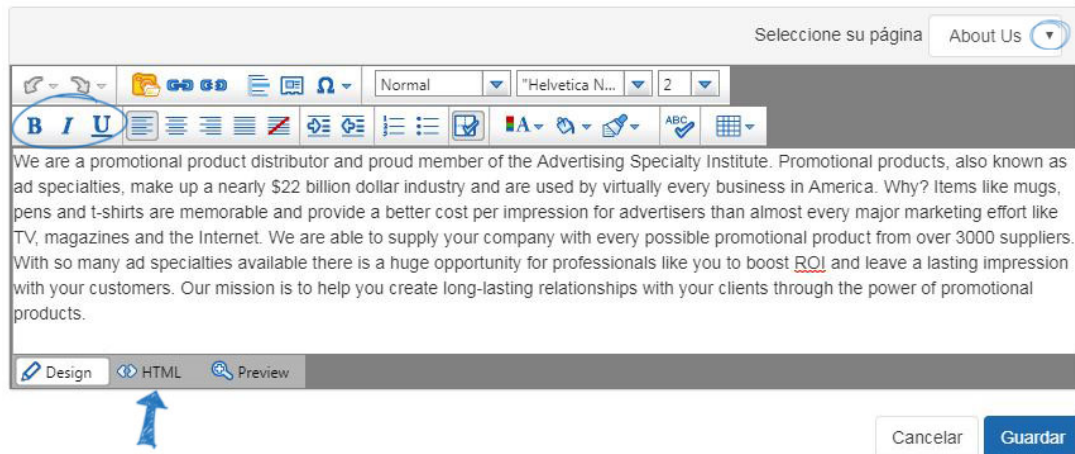 Seleccione su página About Us
Normal "Helvetica N... 2
B I U A ABC
We are a promotional product distributor and proud member of the Advertising Specialty Institute. Promotional products, also known as
ad specialties, make up a nearly $22 billion dollar industry and are used by virtually every business in America. Why? Items like mugs,
pens and t-shirts are memorable and provide a better cost per impression for advertisers than almost every major marketing effort like
TV, magazines and the Internet. We are able to supply your company with every possible promotional product from over 3000 suppliers.
With so many ad specialties available there is a huge opportunity for professionals like you to boost ROI and leave a lasting impression
with your customers. Our mission is to help you create long-lasting relationships with your clients through the power of promotional
products.
Design HTML Preview
Cancelar Guardar